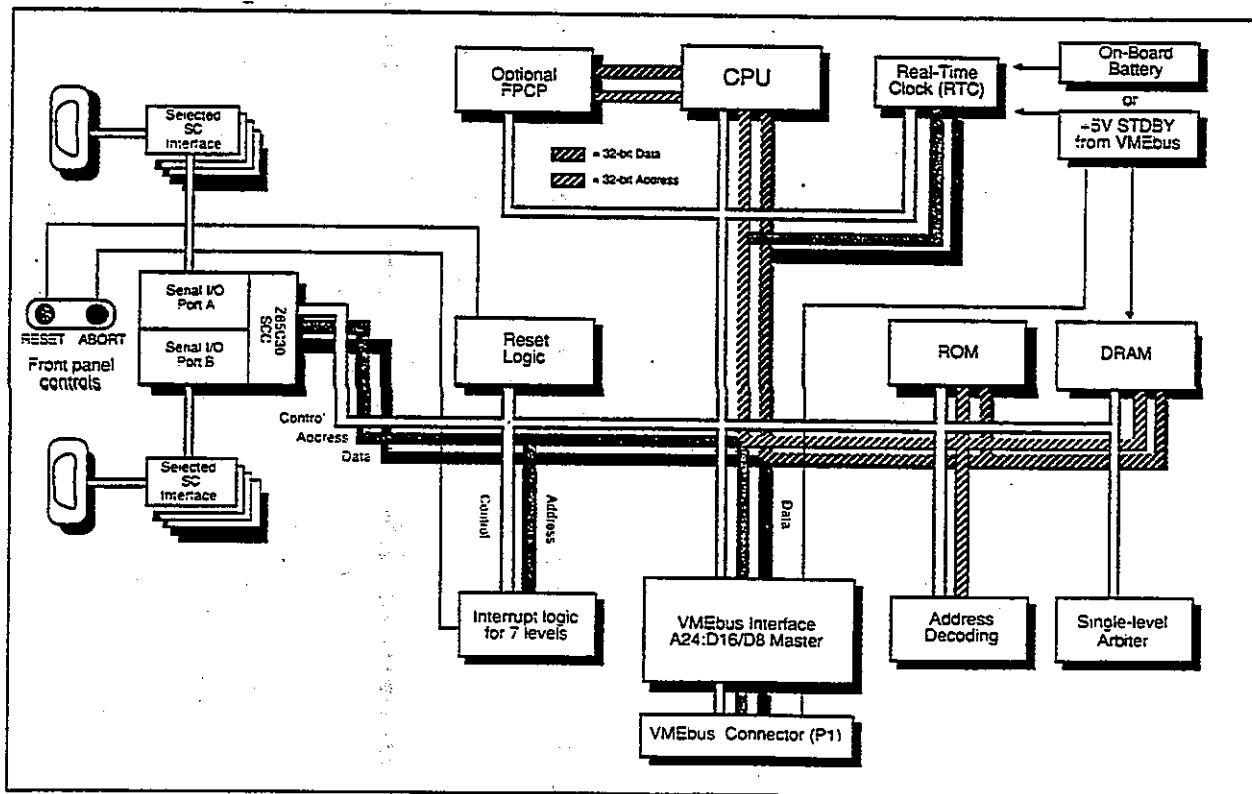 Optional
FPCP
CPU
Real-Time
Clock (RTC)
On-Board
Battery
or
+5V STDBY
from VMEbus
Selected
SC
Interface
= 32-bit Data
= 32-bit Address
Serial I/O
Port A
Serial I/O
Port B
Z85C30
SCC
RESET
ABORT
Front panel
controls
Reset
Logic
ROM
DRAM
Control
Address
Data
Selected
SC
Interface
Control
Address
Data
Interrupt logic
for 7 levels
VMEbus Interface
A24:D16/D8 Master
Address
Decoding
Single-level
Arbiter
VMEbus Connector (P1)